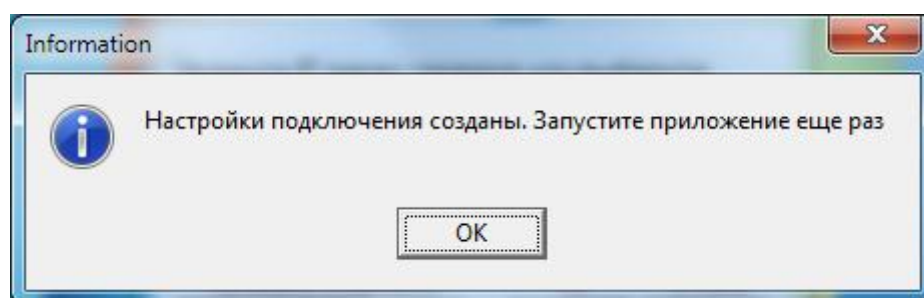 Information
Настройки подключения созданы. Запустите приложение еще раз
OK